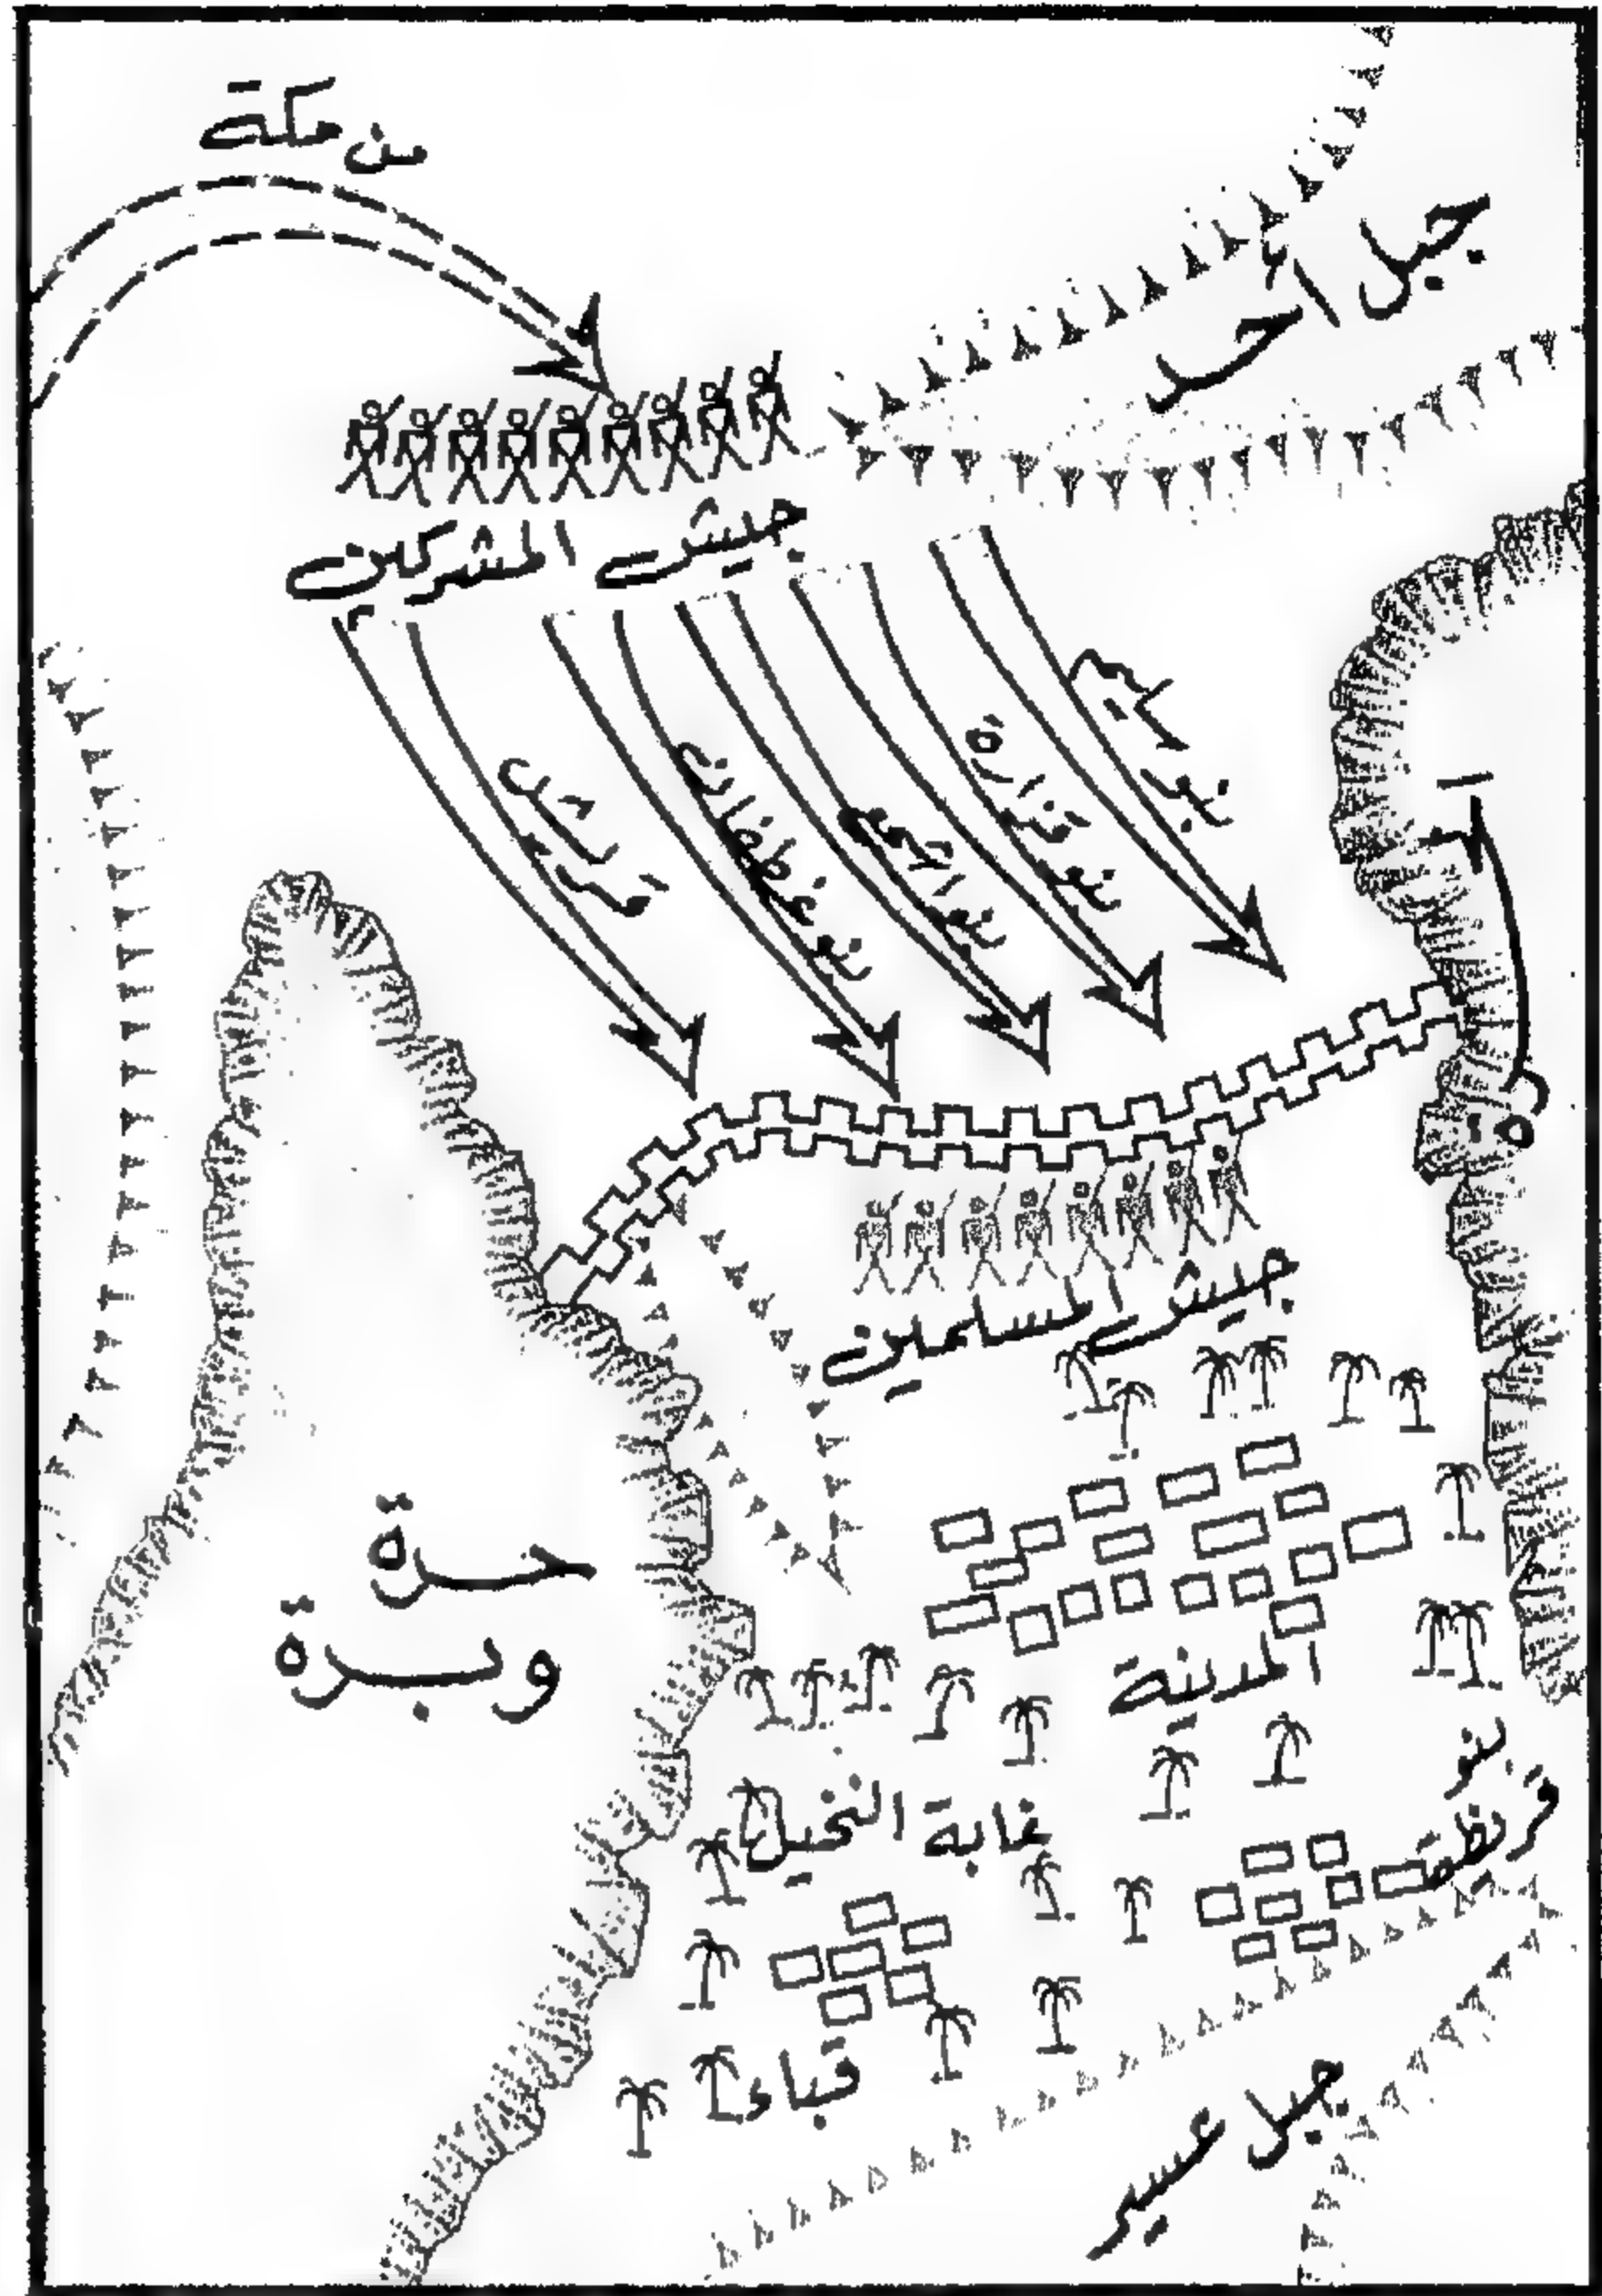 من مكة
جبل أحد
جيش المشركين
بنو سليم
بنو فزارة
بنو أشجع
بنو غطفان
قريش
جيش المسلمين
حرة
وبرة
المدينة
بنو
قريظة
غابة النخيل
قباء
جبل عسير